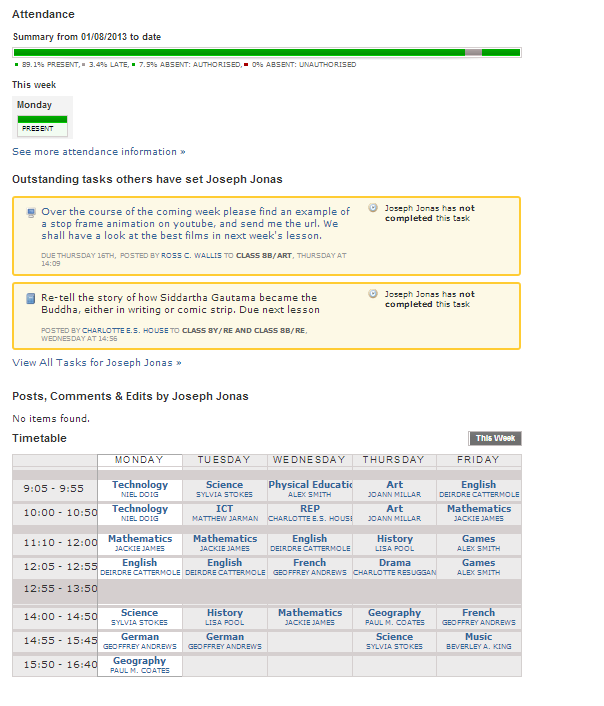 Attendance
Summary from 01/08/2013 to date
89.1% PRESENT, 3.4% LATE, 7.5% ABSENT: AUTHORISED, 0% ABSENT: UNAUTHORISED
This week
Monday
PRESENT
See more attendance information »
Outstanding tasks others have set Joseph Jonas
Over the course of the coming week please find an example of
a stop frame animation on youtube, and send me the url. We
shall have a look at the best films in next week's lesson.
DUE THURSDAY 16TH, POSTED BY ROSS C. WALLIS TO CLASS 8B/ART, THURSDAY AT
14:09
Joseph Jonas has not
completed this task
Re-tell the story of how Siddartha Gautama became the
Buddha, either in writing or comic strip. Due next lesson
POSTED BY CHARLOTTE E.S. HOUSE TO CLASS 8Y/RE AND CLASS 8B/RE,
WEDNESDAY AT 14:56
Joseph Jonas has not
completed this task
View All Tasks for Joseph Jonas »
Posts, Comments & Edits by Joseph Jonas
No items found.
Timetable
This Week
MONDAY TUESDAY WEDNESDAY THURSDAY FRIDAY
9:05 - 9:55 Technology Science Physical Educatio Art English
NIEL DOIG SYLVIA STOKES ALEX SMITH JOANN MILLAR DEIRDRE CATTERMOLE
10:00 - 10:50 Technology ICT REP Art Mathematics
NIEL DOIG MATTHEW JARMAN CHARLOTTE E.S. HOUSE JOANN MILLAR JACKIE JAMES
11:10 - 12:00 Mathematics Mathematics English History Games
JACKIE JAMES JACKIE JAMES DEIRDRE CATTERMOLE LISA POOL ALEX SMITH
12:05 - 12:55 English English French Drama Games
DEIRDRE CATTERMOLE DEIRDRE CATTERMOLE GEOFFREY ANDREWS CHARLOTTE RESUGGAN ALEX SMITH
12:55 - 13:50
14:00 - 14:50 Science History Mathematics Geography French
SYLVIA STOKES LISA POOL JACKIE JAMES PAUL M. COATES GEOFFREY ANDREWS
14:55 - 15:45 German German Science Music
GEOFFREY ANDREWS GEOFFREY ANDREWS SYLVIA STOKES BEVERLEY A. KING
15:50 - 16:40 Geography
PAUL M. COATES